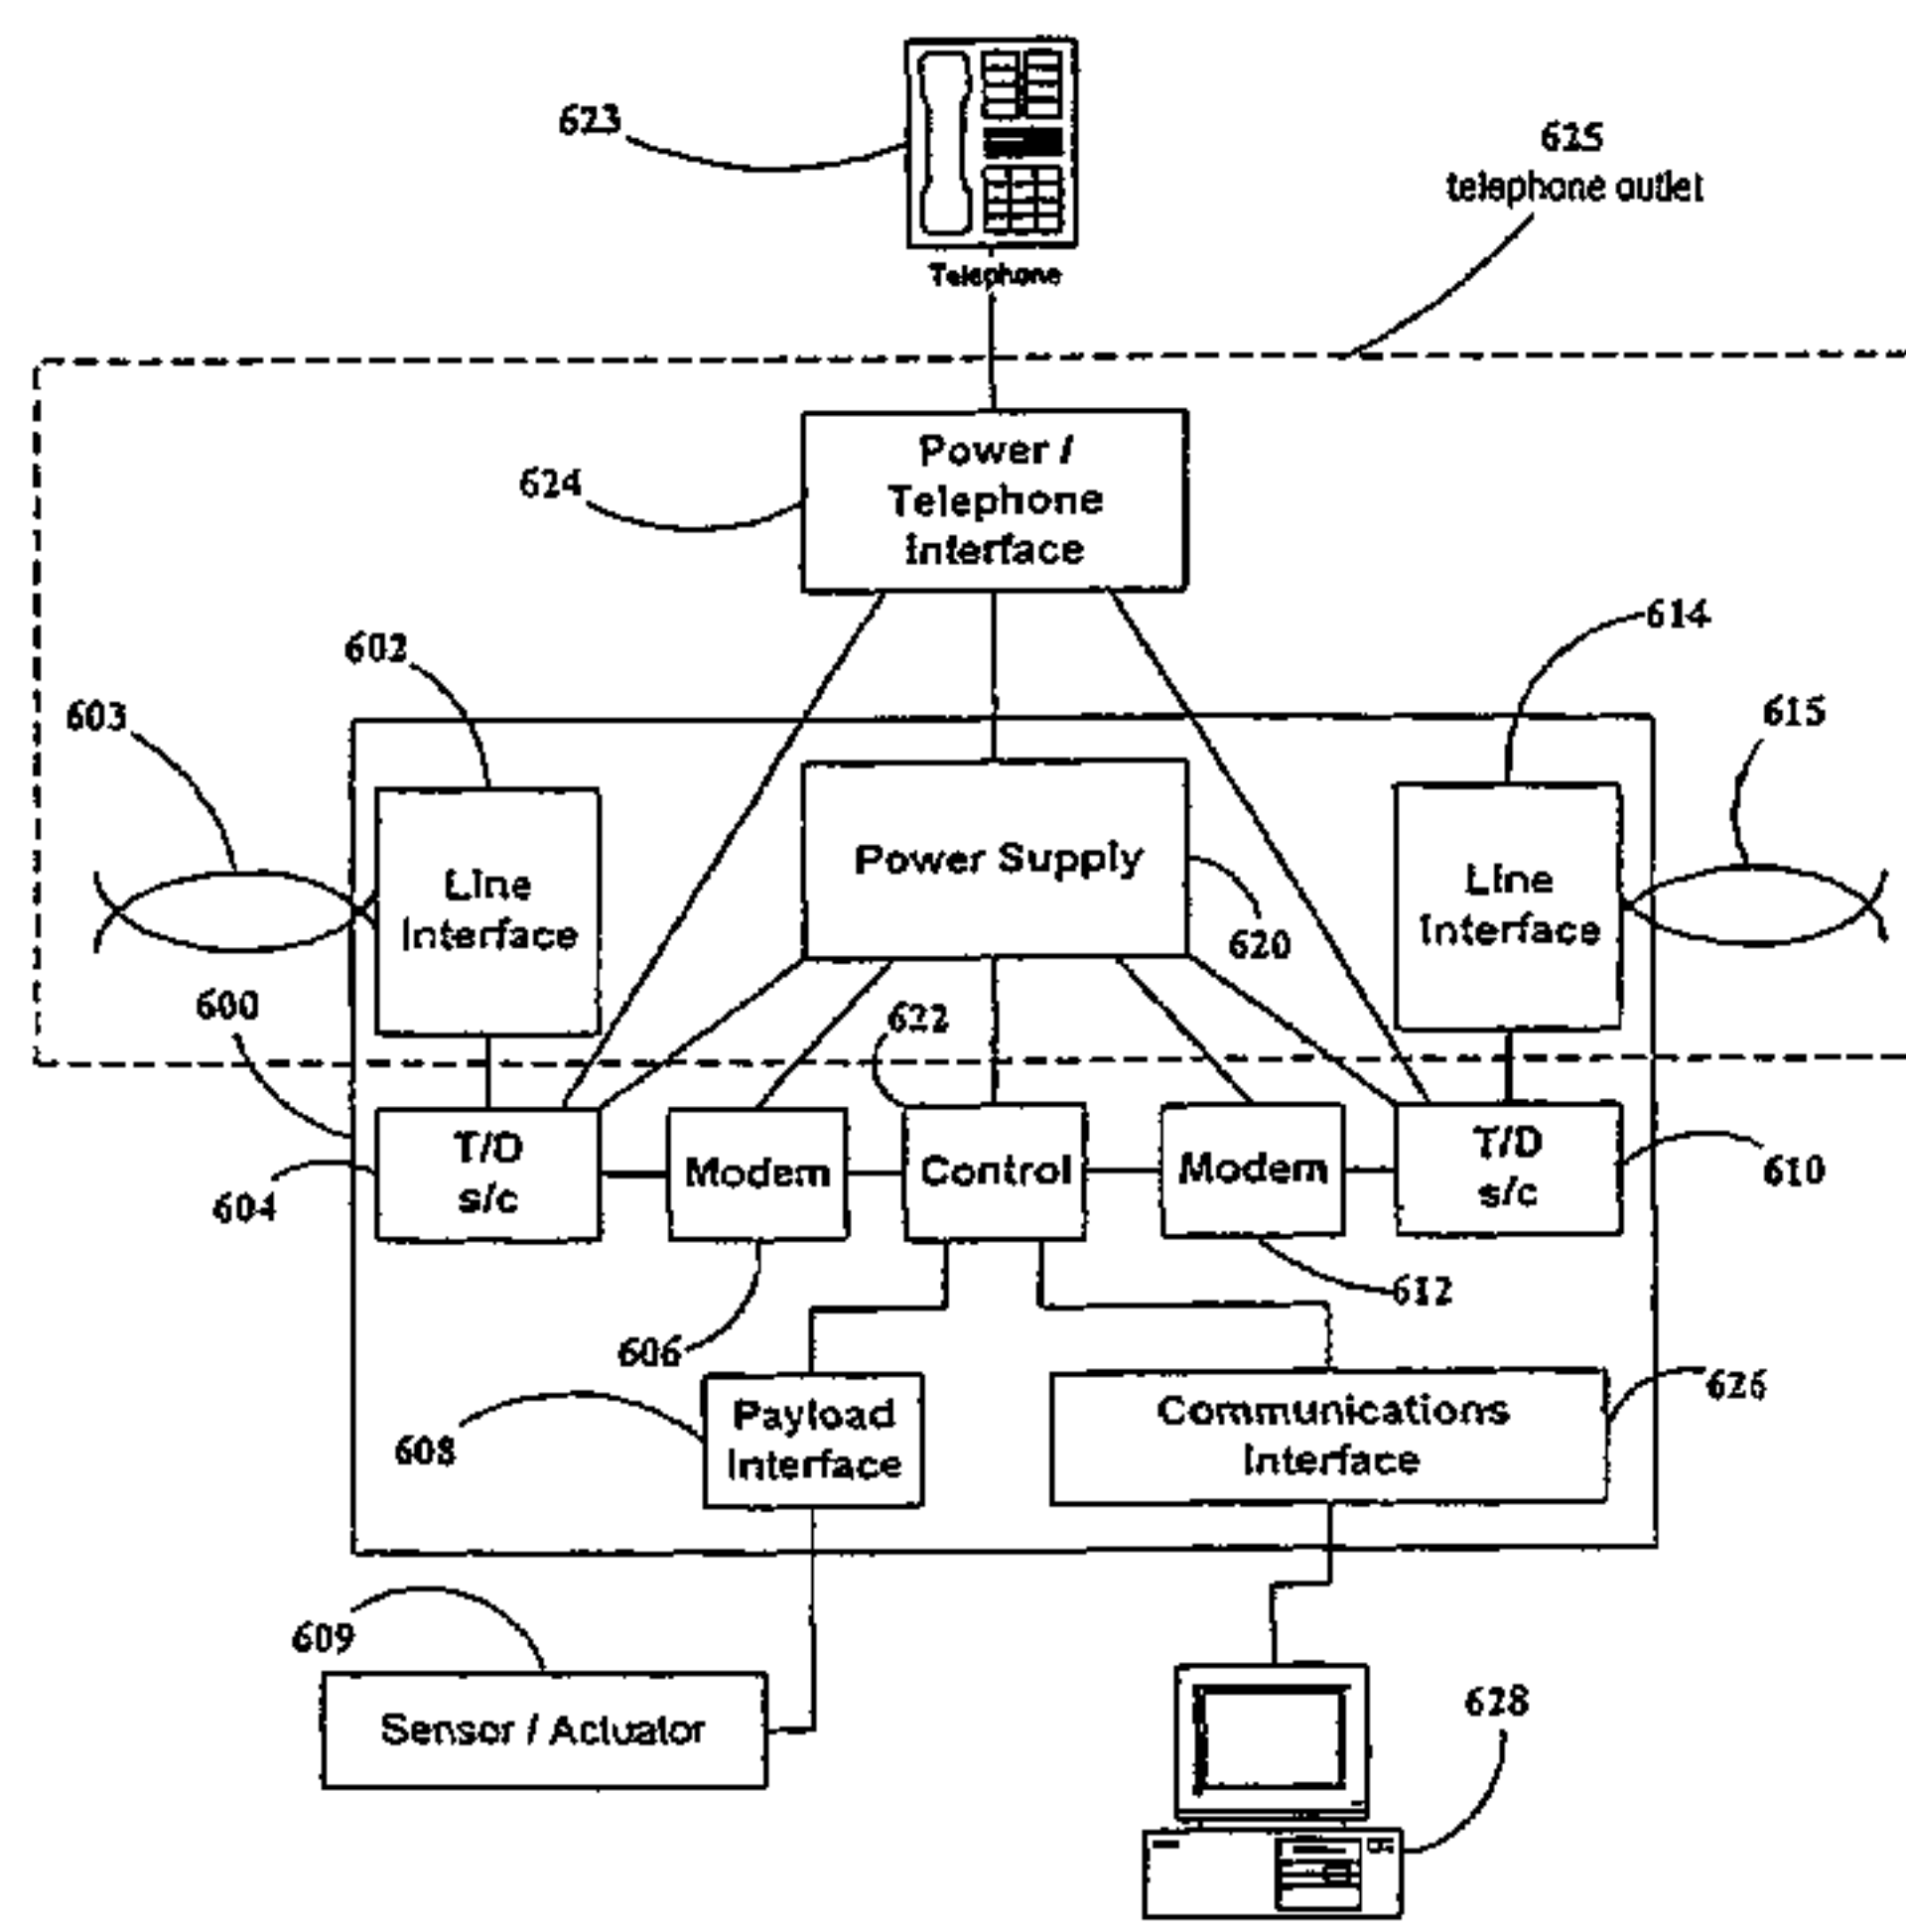 623
625
telephone outlet
Telephone
624
Power /
Telephone
Interface
602
614
603
615
Line
Interface
Power Supply
Line
Interface
620
600
622
T/D
s/c
Modem
Control
Modem
T/D
s/c
604
610
606
612
Payload
Interface
Communications
Interface
626
608
609
Sensor / Actuator
628